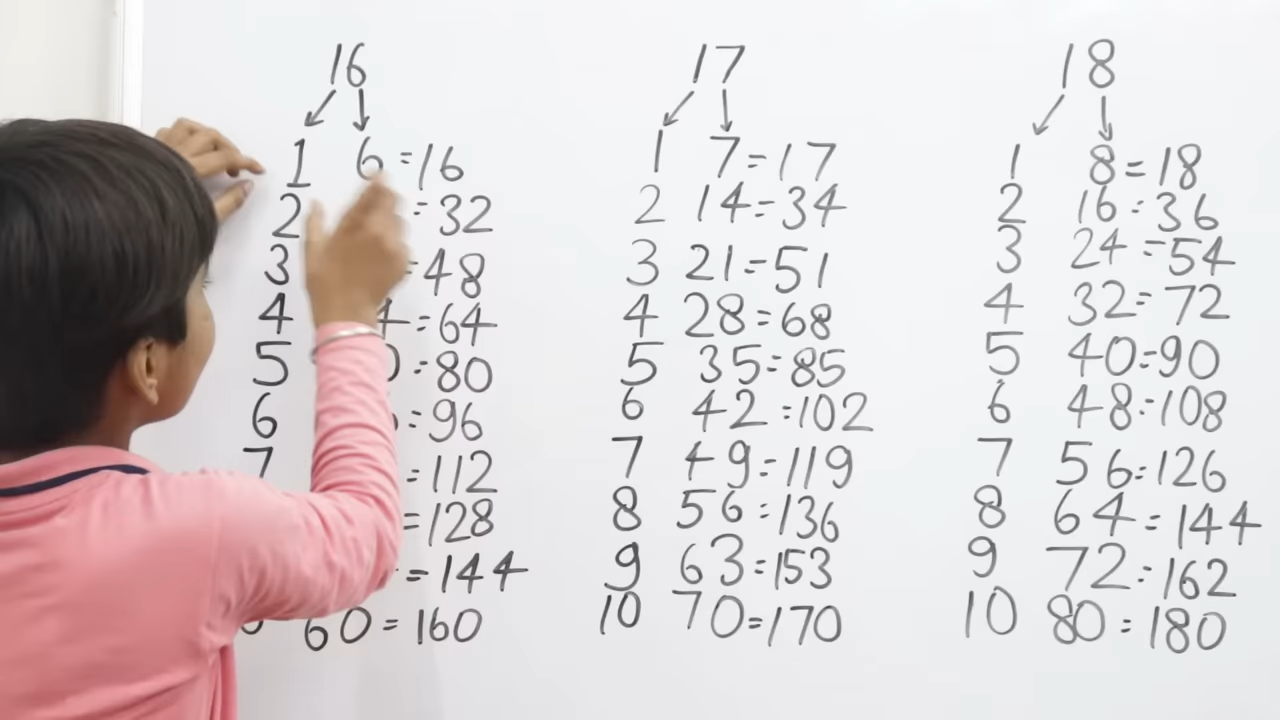 16
1 6 = 16
2 = 32
3 = 48
4 4 = 64
5 0 = 80
6 = 96
7 = 112
= 128
= 144
60 = 160
17
1 7 = 17
2 14 = 34
3 21 = 51
4 28 = 68
5 35 = 85
6 42 = 102
7 49 = 119
8 56 = 136
9 63 = 153
10 70 = 170
18
1 8 = 18
2 16 = 36
3 24 = 54
4 32 = 72
5 40 = 90
6 48 = 108
7 56 = 126
8 64 = 144
9 72 = 162
10 80 = 180